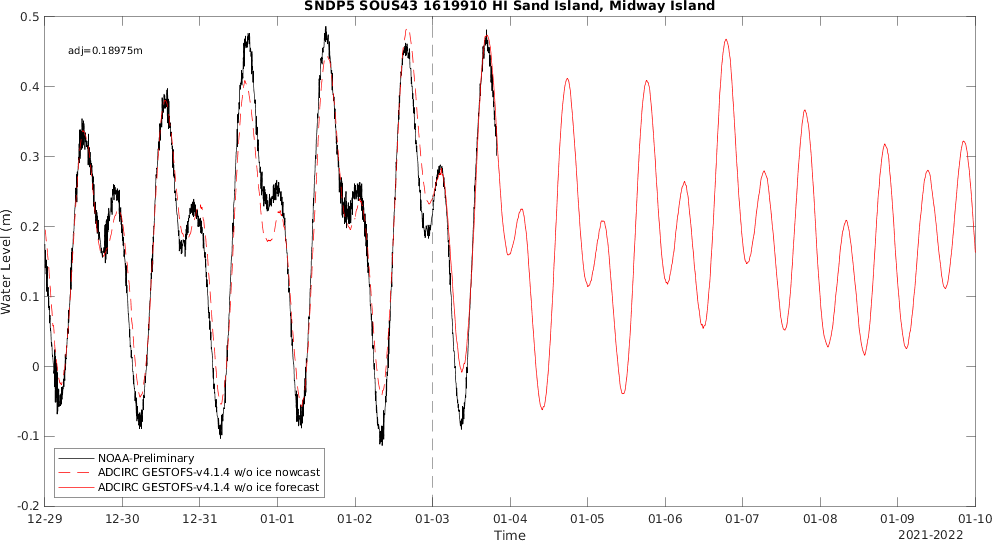 SNDP5 SOUS43 1619910 HI Sand Island, Midway Island
adj=0.18975m
Water Level (m)
0.5
0.4
0.3
0.2
0.1
0
-0.1
-0.2
NOAA-Preliminary
ADCIRC GESTOFS-v4.1.4 w/o ice nowcast
ADCIRC GESTOFS-v4.1.4 w/o ice forecast
12-29 12-30 12-31 01-01 01-02 01-03 01-04 01-05 01-06 01-07 01-08 01-09 01-10
Time
2021-2022